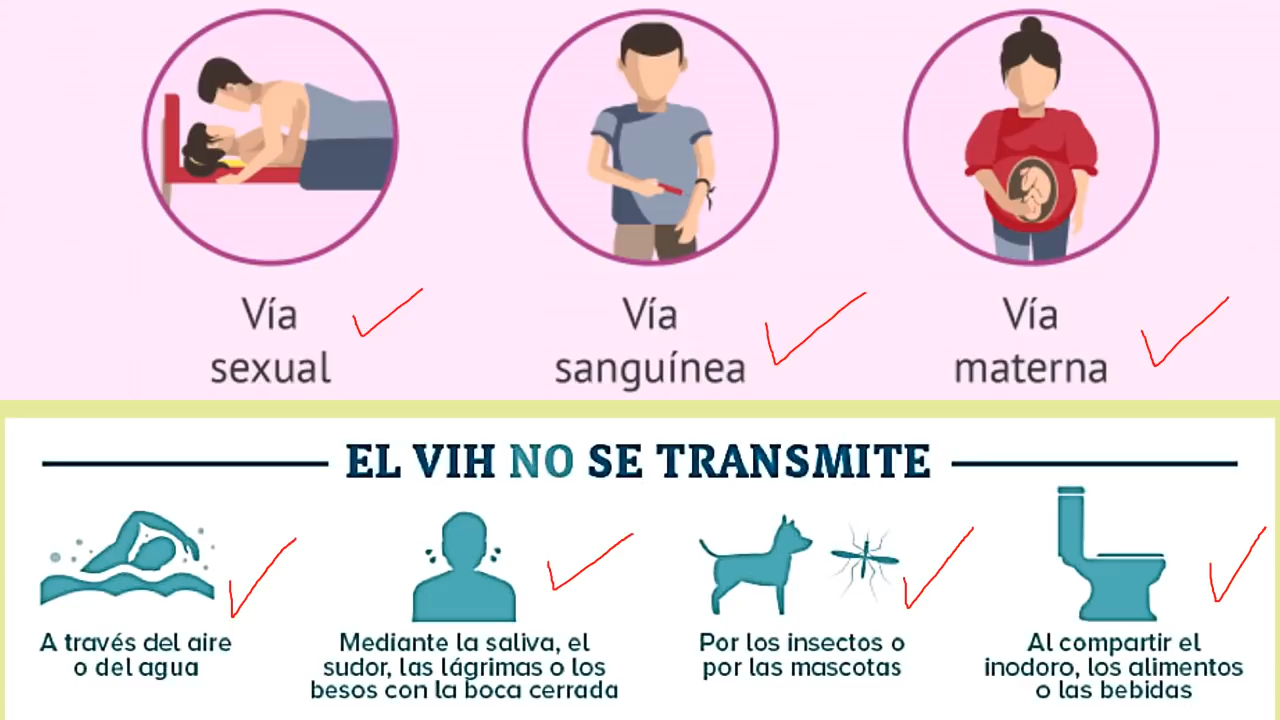 Vía
sexual
Vía
sanguínea
Vía
materna
EL VIH NO SE TRANSMITE
A través del aire
o del agua
Mediante la saliva, el
sudor, las lágrimas o los
besos con la boca cerrada
Por los insectos o
por las mascotas
Al compartir el
inodoro, los alimentos
o las bebidas